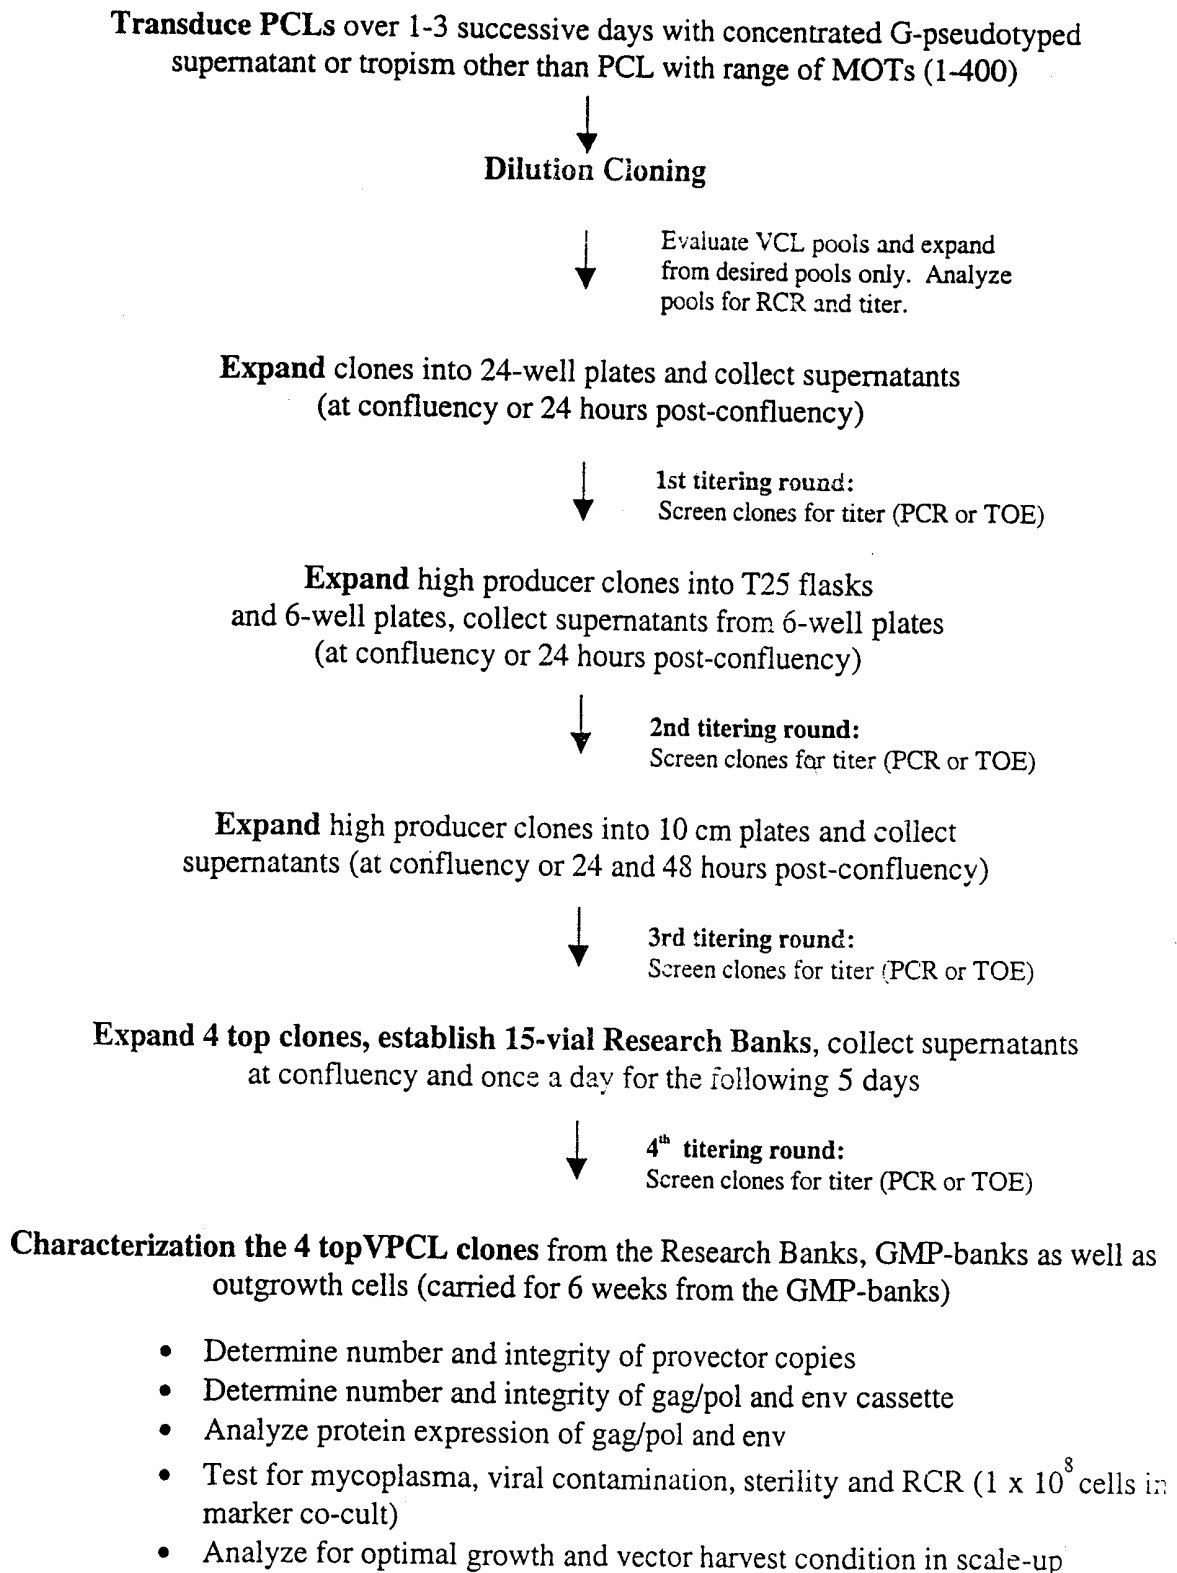 Transduce PCLs over 1-3 successive days with concentrated G-pseudotyped
supernatant or tropism other than PCL with range of MOTs (1-400)
Dilution Cloning
Evaluate VCL pools and expand
from desired pools only. Analyze
pools for RCR and titer.
Expand clones into 24-well plates and collect supernatants
(at confluency or 24 hours post-confluency)
1st titering round:
Screen clones for titer (PCR or TOE)
Expand high producer clones into T25 flasks
and 6-well plates, collect supernatants from 6-well plates
(at confluency or 24 hours post-confluency)
2nd titering round:
Screen clones for titer (PCR or TOE)
Expand high producer clones into 10 cm plates and collect
supernatants (at confluency or 24 and 48 hours post-confluency)
3rd titering round:
Screen clones for titer (PCR or TOE)
Expand 4 top clones, establish 15-vial Research Banks, collect supernatants
at confluency and once a day for the following 5 days
4th titering round:
Screen clones for titer (PCR or TOE)
Characterization the 4 topVPCL clones from the Research Banks, GMP-banks as well as
outgrowth cells (carried for 6 weeks from the GMP-banks)
• Determine number and integrity of provector copies
• Determine number and integrity of gag/pol and env cassette
• Analyze protein expression of gag/pol and env
• Test for mycoplasma, viral contamination, sterility and RCR (1 x 10^8 cells in
marker co-cult)
• Analyze for optimal growth and vector harvest condition in scale-up